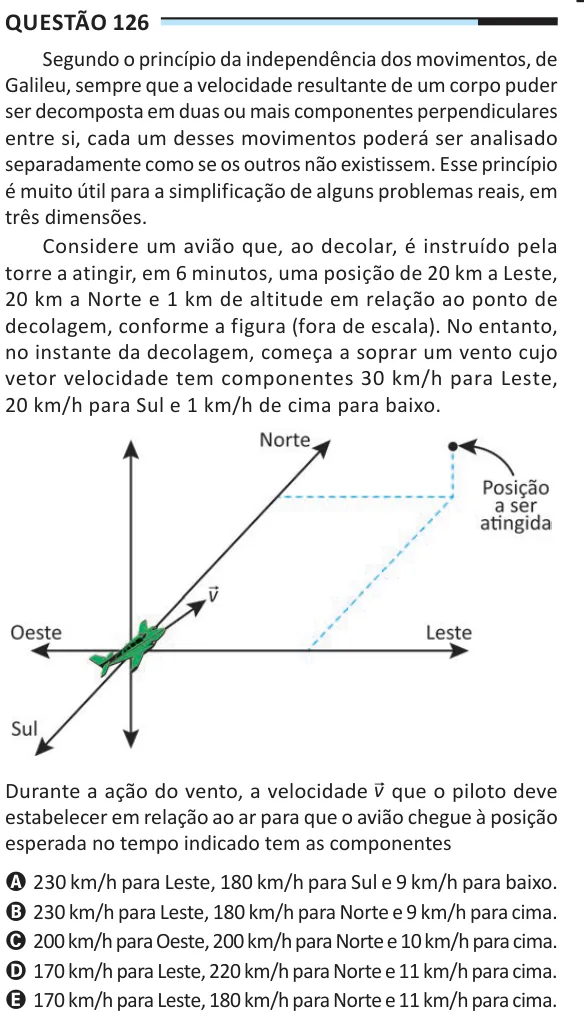 QUESTÃO 126
Segundo o princípio da independência dos movimentos, de
Galileu, sempre que a velocidade resultante de um corpo puder
ser decomposta em duas ou mais componentes perpendiculares
entre si, cada um desses movimentos poderá ser analisado
separadamente como se os outros não existissem. Esse princípio
é muito útil para a simplificação de alguns problemas reais, em
três dimensões.
Considere um avião que, ao decolar, é instruído pela
torre a atingir, em 6 minutos, uma posição de 20 km a Leste,
20 km a Norte e 1 km de altitude em relação ao ponto de
decolagem, conforme a figura (fora de escala). No entanto,
no instante da decolagem, começa a soprar um vento cujo
vetor velocidade tem componentes 30 km/h para Leste,
20 km/h para Sul e 1 km/h de cima para baixo.
Norte
Posição
a ser
atingida
v⃗
Oeste
Leste
Sul
Durante a ação do vento, a velocidade v⃗ que o piloto deve
estabelecer em relação ao ar para que o avião chegue à posição
esperada no tempo indicado tem as componentes
A 230 km/h para Leste, 180 km/h para Sul e 9 km/h para baixo.
B 230 km/h para Leste, 180 km/h para Norte e 9 km/h para cima.
C 200 km/h para Oeste, 200 km/h para Norte e 10 km/h para cima.
D 170 km/h para Leste, 220 km/h para Norte e 11 km/h para cima.
E 170 km/h para Leste, 180 km/h para Norte e 11 km/h para cima.